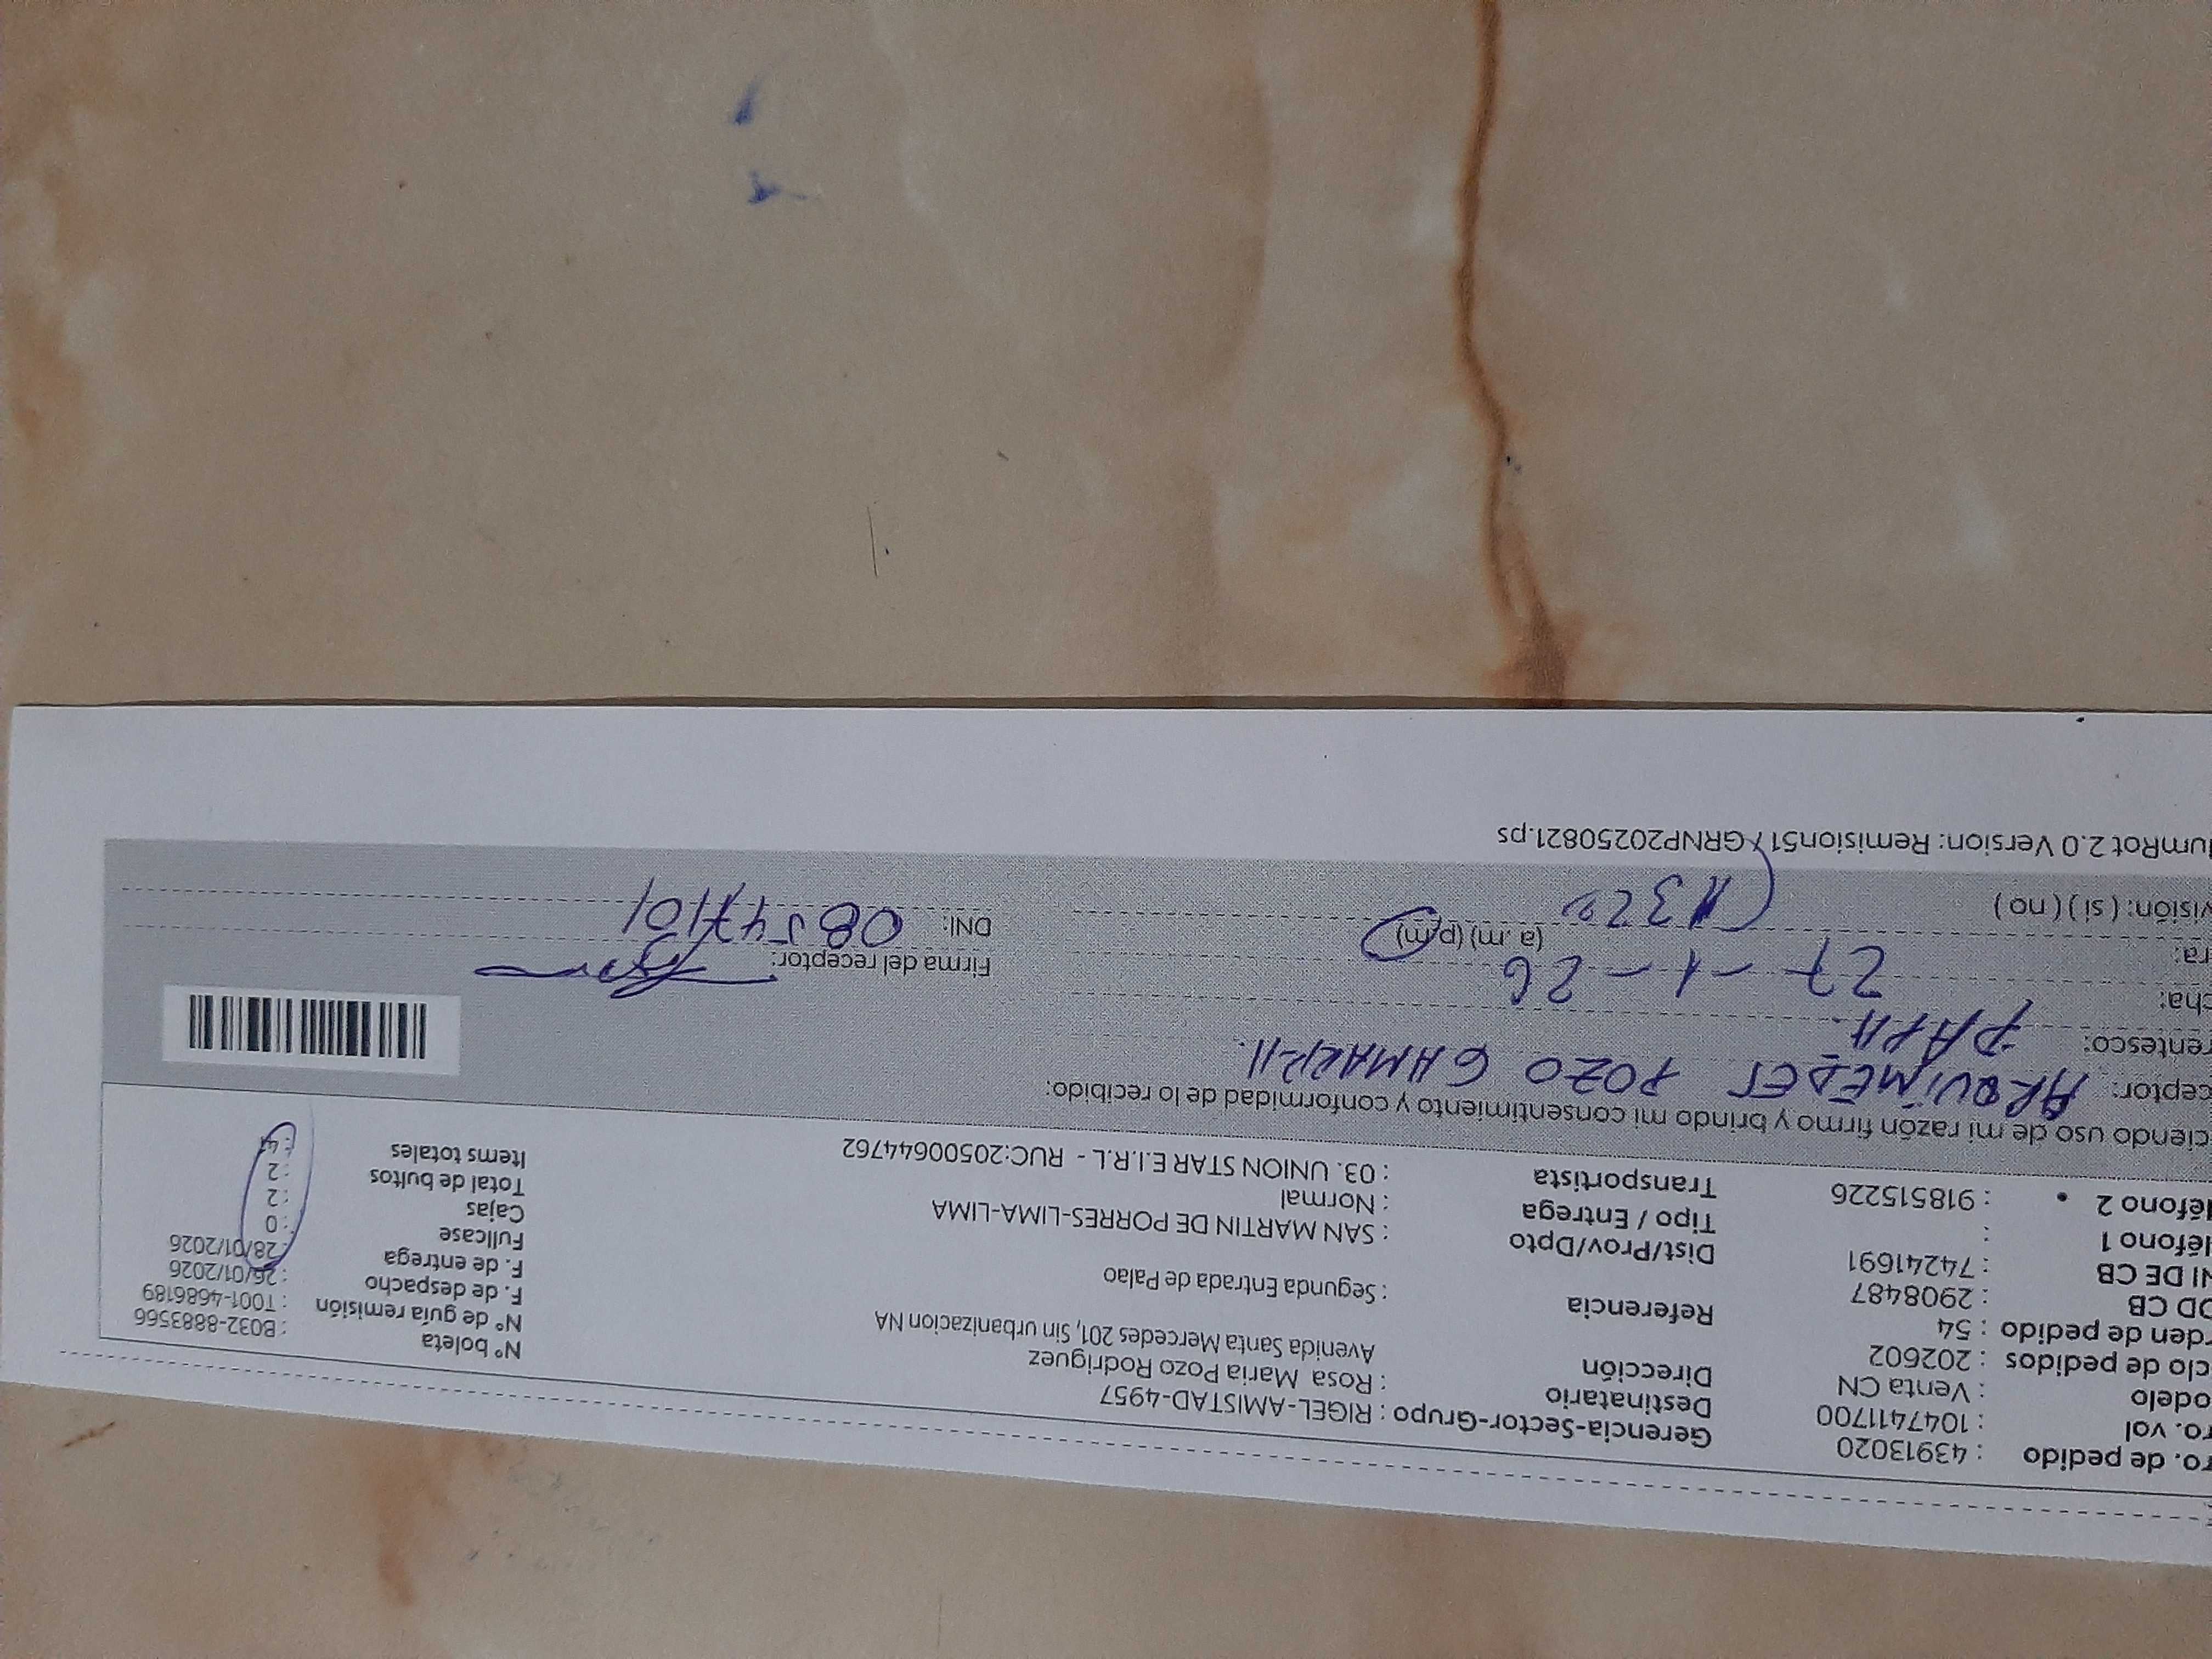 ro. de pedido : 43913020
ro. vol : 1047411700
odelo : Venta CN
clo de pedidos : 202602
rden de pedido : 54
OD CB : 2908487
NI DE CB : 74241691
léfono 1 :
léfono 2 : 918515226
Gerencia-Sector-Grupo : RIGEL-AMISTAD-4957
Destinatario : Rosa Maria Pozo Rodriguez
Dirección Avenida Santa Mercedes 201, Sin urbanizacion NA
Referencia : Segunda Entrada de Palao
Dist/Prov/Dpto : SAN MARTIN DE PORRES-LIMA-LIMA
Tipo / Entrega : Normal
Transportista : 03. UNION STAR E.I.R.L - RUC:20500644762
N° boleta : B032-8883566
N° de guía remisión : T001-4686189
F. de despacho : 26/01/2026
F. de entrega : 28/01/2026
Fullcase : 0
Cajas : 2
Total de bultos : 2
Items totales
ciendo uso de mi razón firmo y brindo mi consentimiento y conformidad de lo recibido:
ceptor: ARQUIMEDES POZO GAMARRA.
rentesco: PAPA.
cha: 27-1-26
ra: (a. m) (p.m)
visión: ( si ) ( no )
Firma del receptor:
DNI: 08547101
umRot 2.0 Version: Remision517GRNP20250821.ps